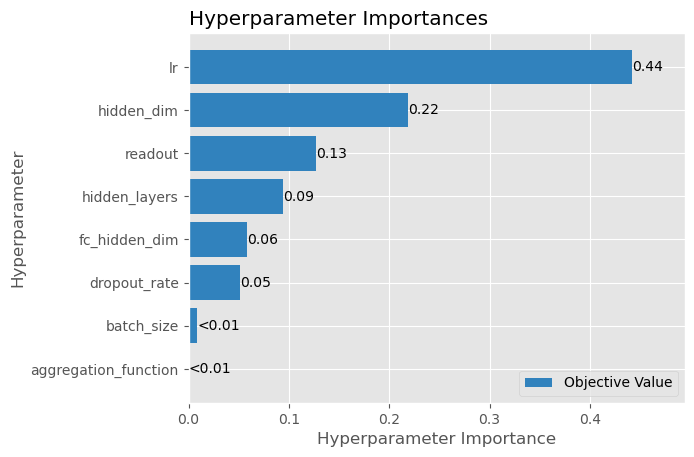 Hyperparameter Importances
Hyperparameter
lr
0.44
hidden_dim
0.22
readout
0.13
hidden_layers
0.09
fc_hidden_dim
0.06
dropout_rate
0.05
batch_size
<0.01
aggregation_function
<0.01
Objective Value
0.0 0.1 0.2 0.3 0.4
Hyperparameter Importance